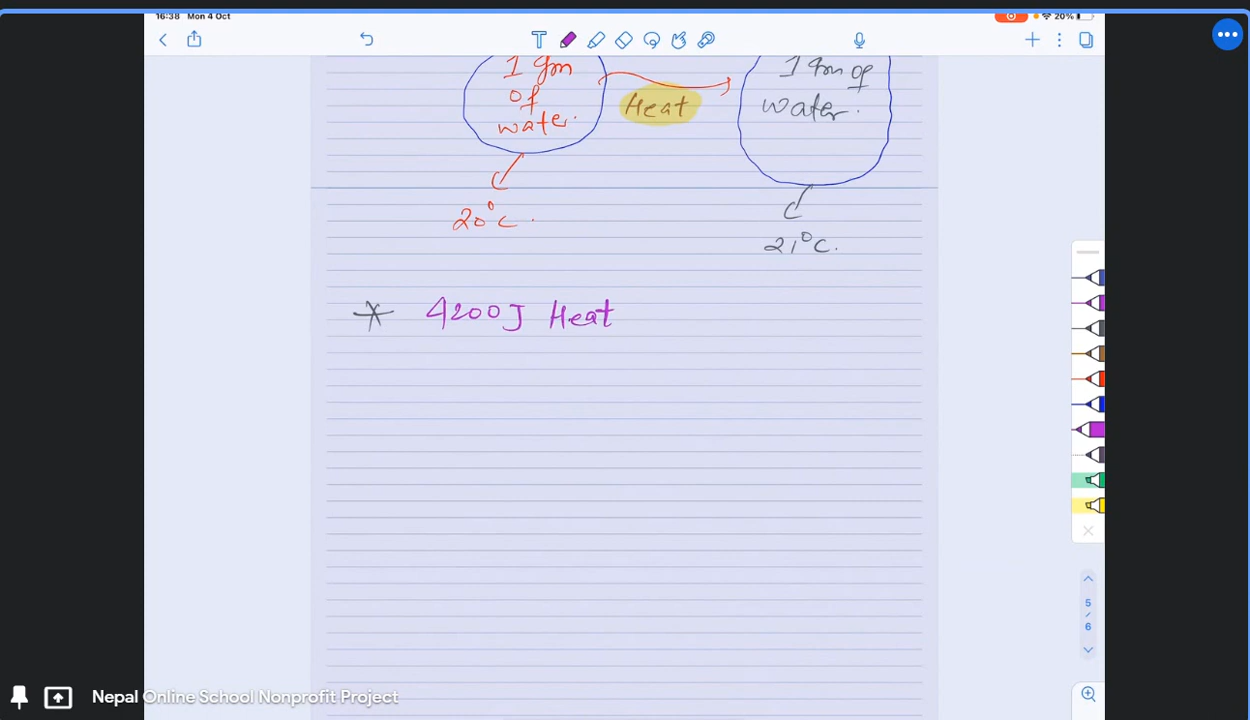 16:38 Mon 4 Oct
20%
T
1 gm
of
water.
Heat
1 gm of
water.
20°C.
21°C.
* 4200J Heat
5
/
6
Nepal Online School Nonprofit Project